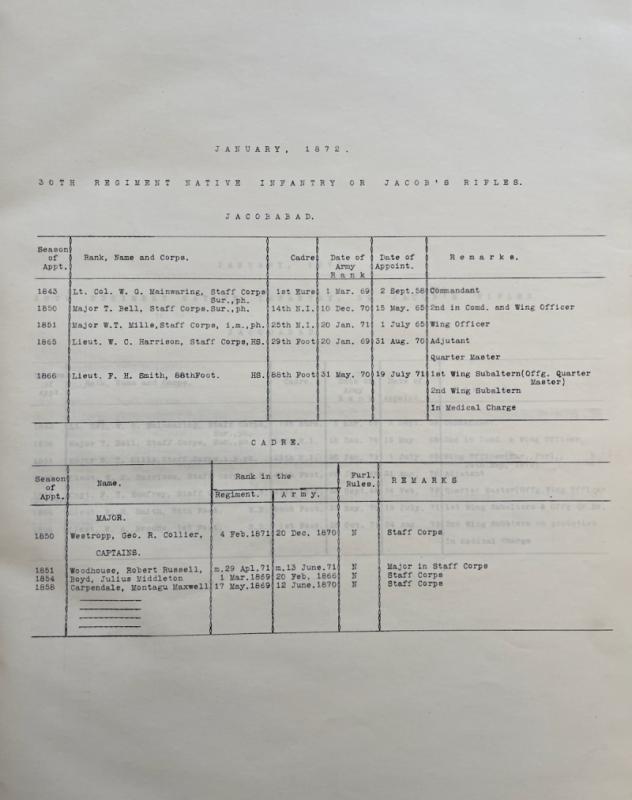 JANUARY, 1872.
30TH REGIMENT NATIVE INFANTRY OR JACOB'S RIFLES.
JACOBABAD.
Season of Appt. Rank, Name and Corps. Cadre Date of Army Rank Date of Appoint. Remarks.
1843 Lt. Col. W. G. Mainwaring, Staff Corps Sur.,ph. 1st Eure 1 Mar. 69 2 Sept.58 Commandant
1850 Major T. Bell, Staff Corps.Sur.,ph. 14th N.I. 10 Dec. 70 15 May. 65 2nd in Comd. and Wing Officer
1851 Major W.T. Mills,Staff Corps, i.m.,ph. 25th N.I. 20 Jan. 71 1 July 65 Wing Officer
1865 Lieut. W. C. Harrison, Staff Corps,HS. 29th Foot 20 Jan. 69 31 Aug. 70 Adjutant
Quarter Master
1866 Lieut. F. H. Smith, 88thFoot. HS. 88th Foot 31 May. 70 19 July 71 1st Wing Subaltern(Offg. Quarter Master)
2nd Wing Subaltern
In Medical Charge
CADRE.
Season of Appt. Name. Rank in the Regiment. Army. Furl. Rules. REMARKS
MAJOR.
1850 Westropp, Geo. R. Collier, 4 Feb.1871 20 Dec. 1870 N Staff Corps
CAPTAINS.
1851 Woodhouse, Robert Russell, m.29 Apl.71 m.13 June.71 N Major in Staff Corps
1854 Boyd, Julius Middleton 1 Mar.1869 20 Feb. 1866 N Staff Corps
1858 Carpendale, Montagu Maxwell 17 May.1869 12 June.1870 N Staff Corps